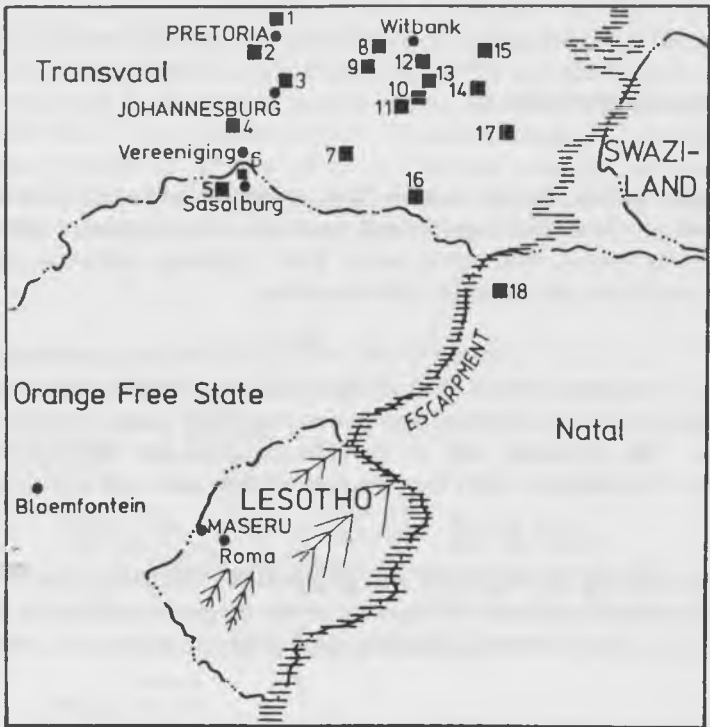 1
PRETORIA
Witbank
2
8
15
Transvaal
9
12
3
13
10
14
JOHANNESBURG
11
4
17
Vereeniging
7
SWAZI-
LAND
6
5
16
Sasalburg
18
ESCARPMENT
Orange Free State
Natal
LESOTHO
Bloemfontein
MASERU
Roma